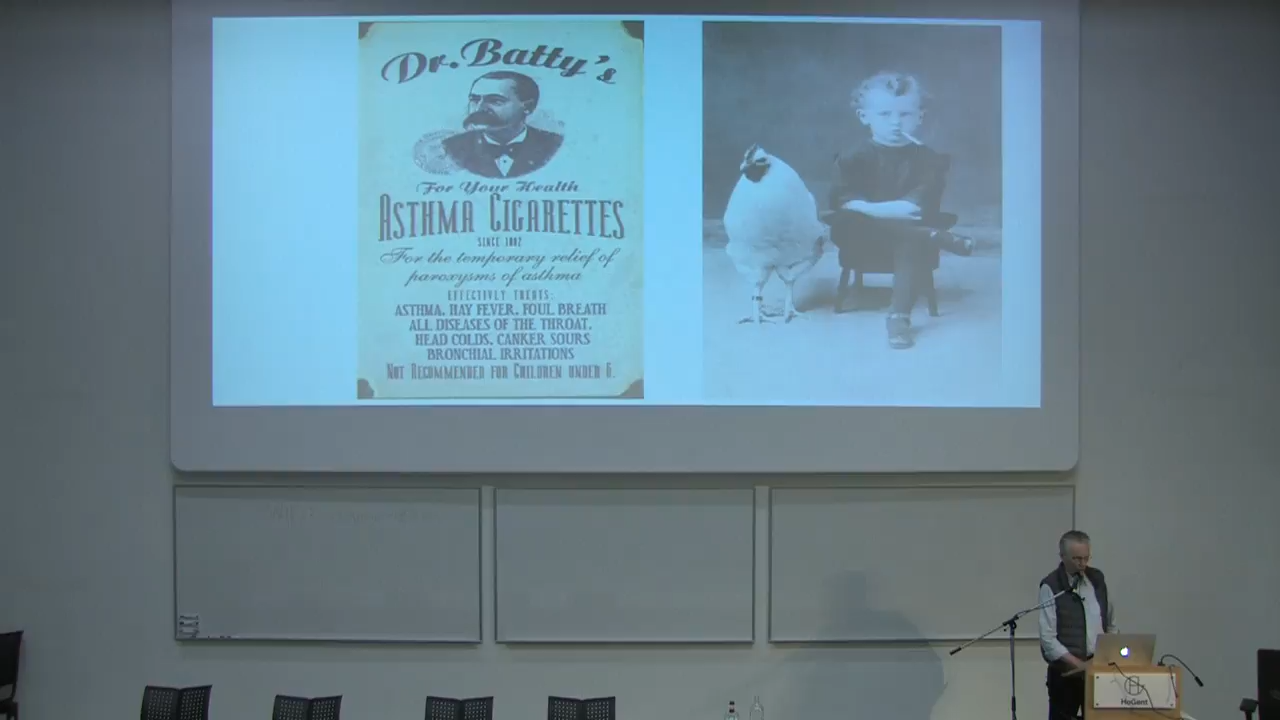 Dr. Batty's
For Your Health
ASTHMA CIGARETTES
SINCE 1882
For the temporary relief of
paroxysms of asthma
EFFECTIVELY TREATS:
ASTHMA, HAY FEVER, FOUL BREATH
ALL DISEASES OF THE THROAT,
HEAD COLDS, CANKER SOURS
BRONCHIAL IRRITATIONS
NOT RECOMMENDED FOR CHILDREN UNDER 6.
HoGent